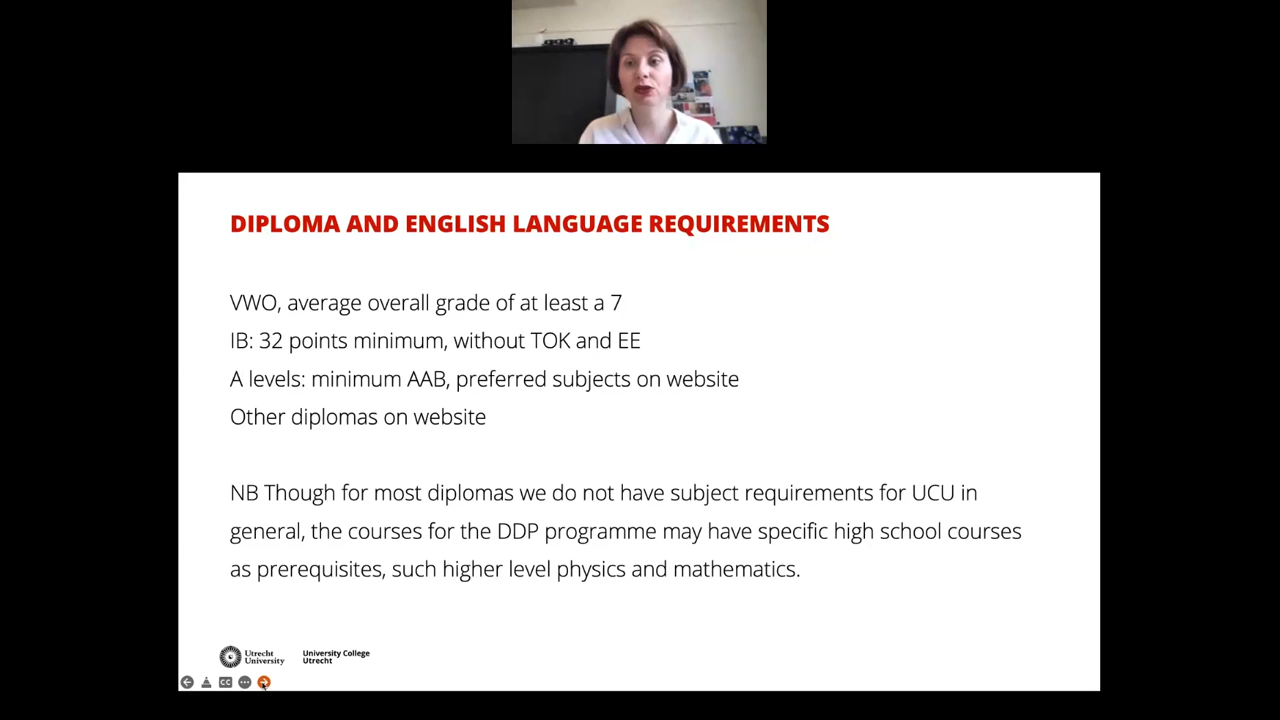 DIPLOMA AND ENGLISH LANGUAGE REQUIREMENTS
VWO, average overall grade of at least a 7
IB: 32 points minimum, without TOK and EE
A levels: minimum AAB, preferred subjects on website
Other diplomas on website
NB Though for most diplomas we do not have subject requirements for UCU in
general, the courses for the DDP programme may have specific high school courses
as prerequisites, such higher level physics and mathematics.
Utrecht
University
University College
Utrecht
CC